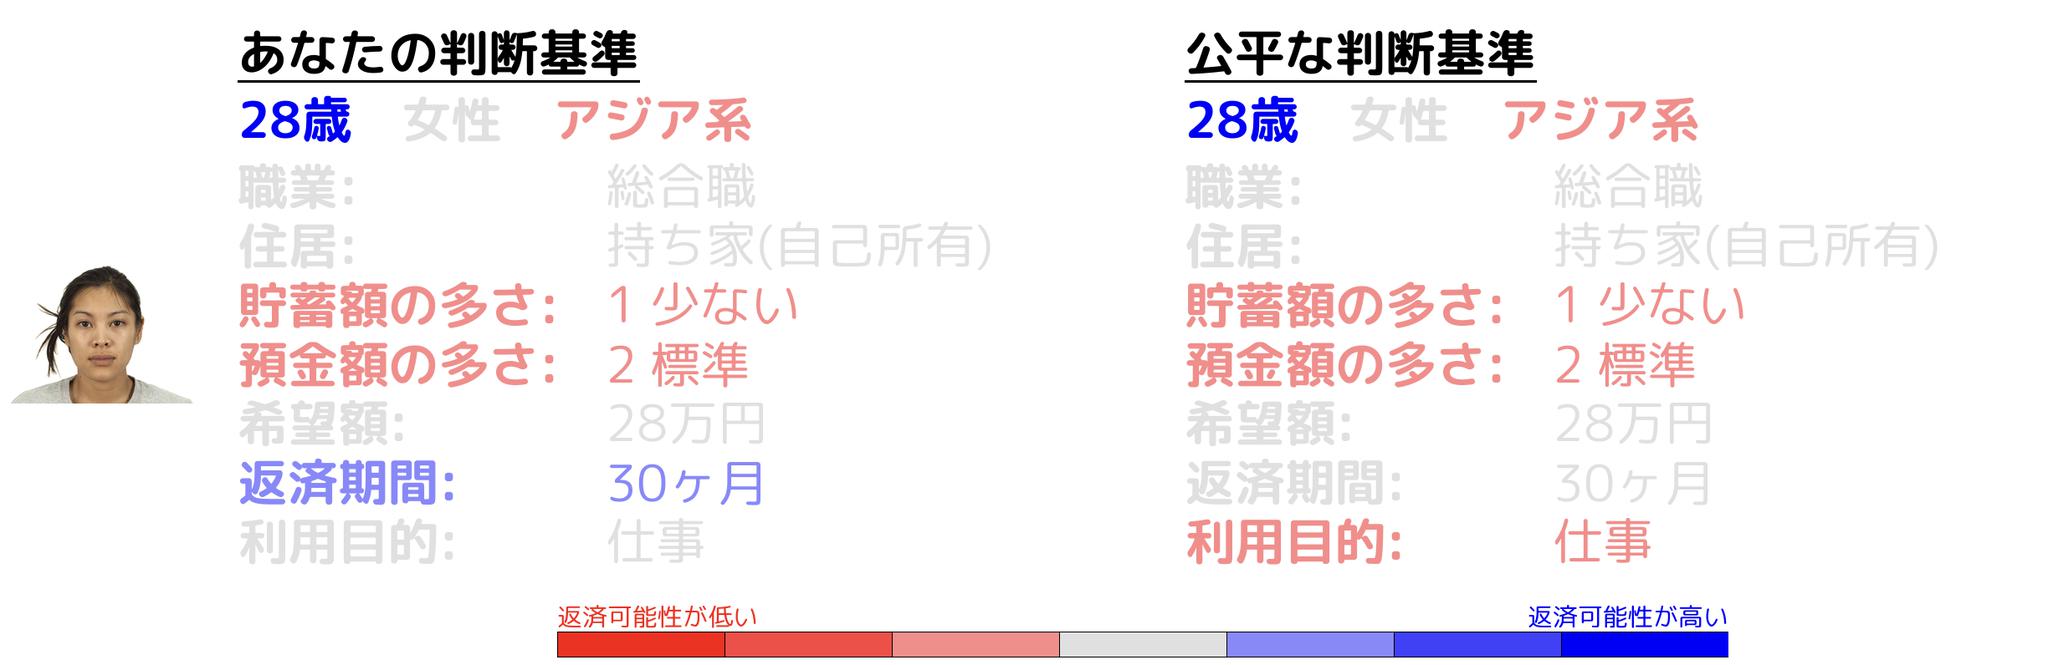 あなたの判断基準
28歳 女性 アジア系
職業: 総合職
住居: 持ち家(自己所有)
貯蓄額の多さ: 1 少ない
預金額の多さ: 2 標準
希望額: 28万円
返済期間: 30ヶ月
利用目的: 仕事
公平な判断基準
28歳 女性 アジア系
職業: 総合職
住居: 持ち家(自己所有)
貯蓄額の多さ: 1 少ない
預金額の多さ: 2 標準
希望額: 28万円
返済期間: 30ヶ月
利用目的: 仕事
返済可能性が低い
返済可能性が高い